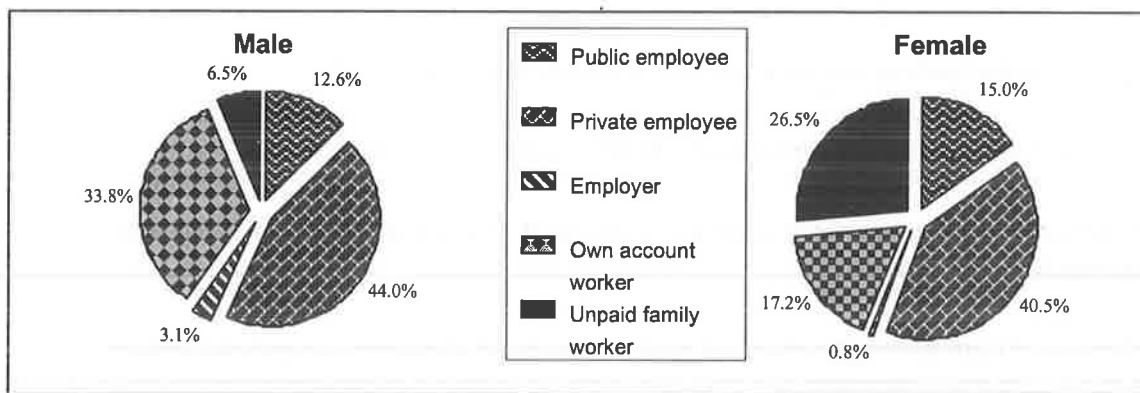 Male
6.5%
12.6%
33.8%
44.0%
3.1%
Public employee
Private employee
Employer
Own account
worker
Unpaid family
worker
Female
15.0%
26.5%
17.2%
40.5%
0.8%